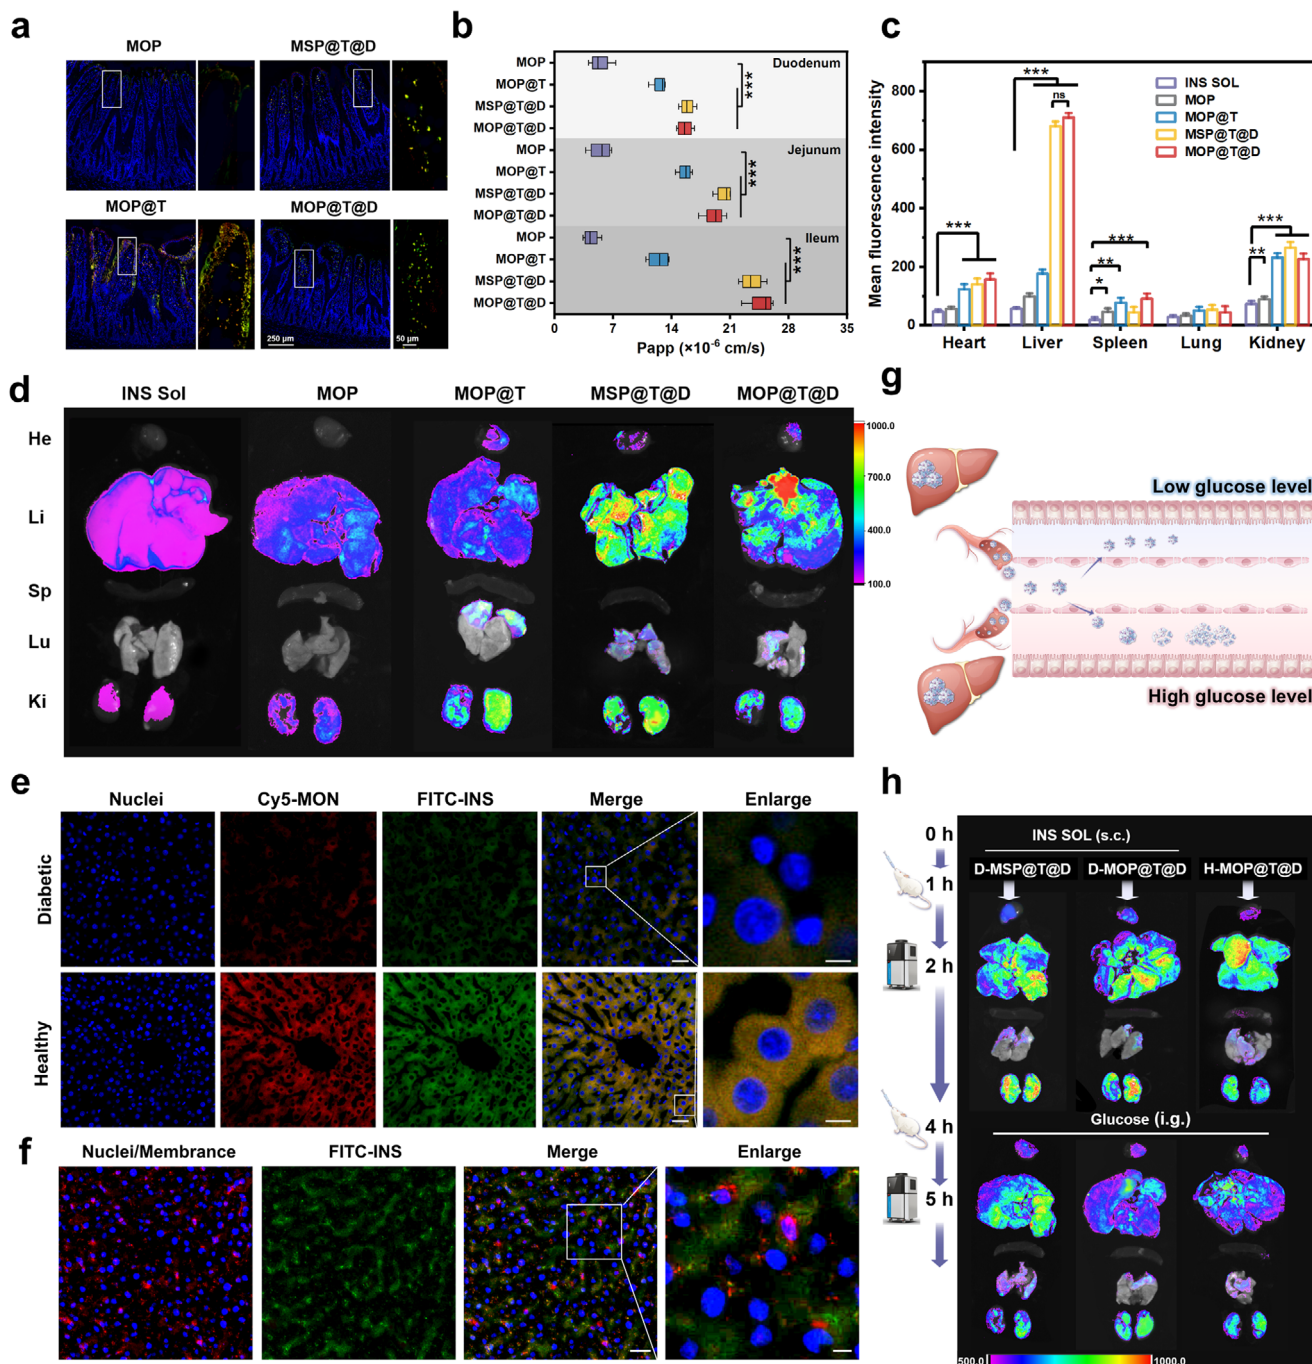 a
MOP
MSP@T@D
MOP@T
MOP@T@D
250 μm
50 μm
b
MOP
MOP@T
MSP@T@D
MOP@T@D
Duodenum
***
MOP
MOP@T
MSP@T@D
MOP@T@D
Jejunum
***
MOP
MOP@T
MSP@T@D
MOP@T@D
Ileum
***
0 7 14 21 28 35
Papp (×10⁻⁶ cm/s)
c
Mean fluorescence intensity
800
600
400
200
0
INS SOL
MOP
MOP@T
MSP@T@D
MOP@T@D
***
***
ns
*
**
***
**
***
Heart Liver Spleen Lung Kidney
d
INS Sol MOP MOP@T MSP@T@D MOP@T@D
He
Li
Sp
Lu
Ki
1000.0
700.0
400.0
100.0
g
Low glucose level
High glucose level
e
Nuclei Cy5-MON FITC-INS Merge Enlarge
Diabetic
Healthy
f
Nuclei/Membrance FITC-INS Merge Enlarge
h
0 h
1 h
2 h
4 h
5 h
INS SOL (s.c.)
D-MSP@T@D D-MOP@T@D H-MOP@T@D
Glucose (i.g.)
500.0 1000.0